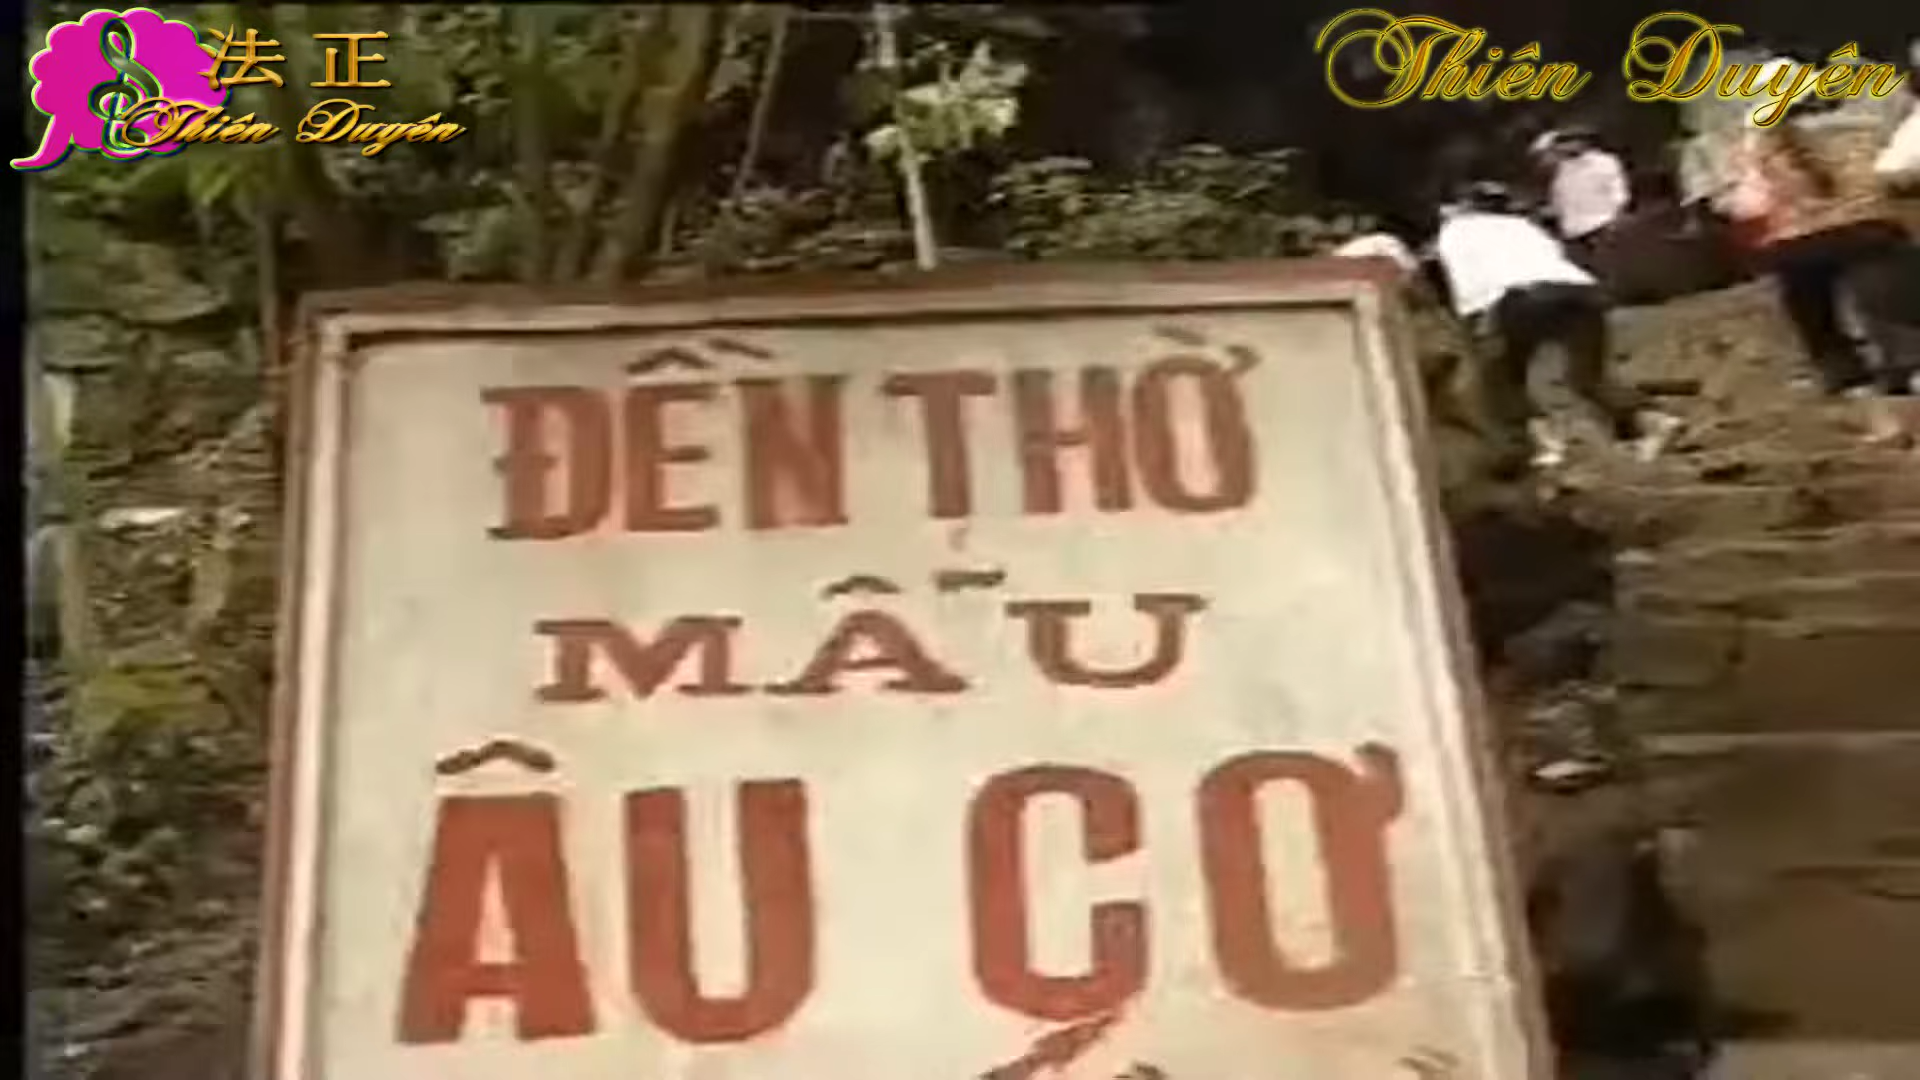 法正
Thiên Duyên
Thiên Duyên
ĐỀN THỜ
MẪU
ÂU CƠ